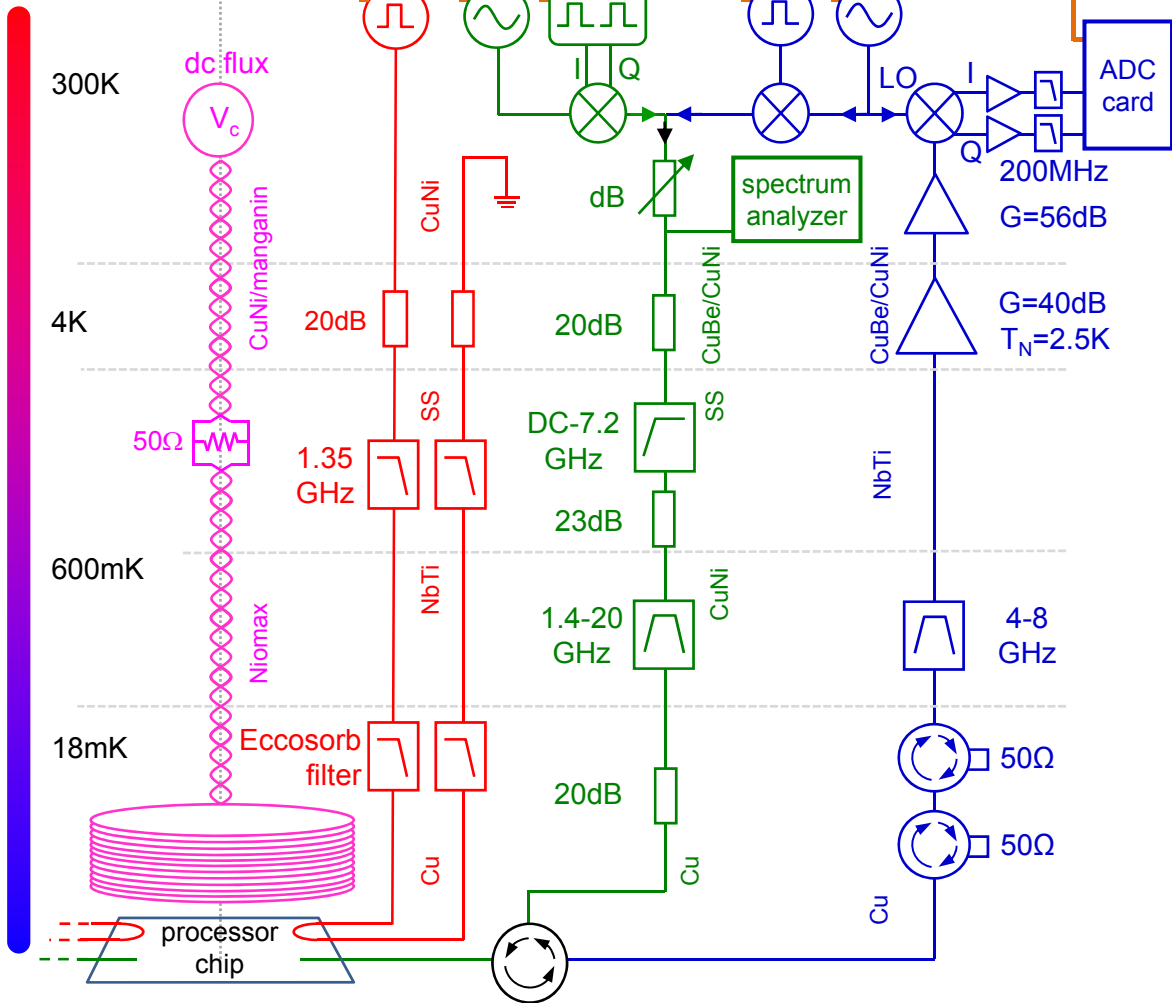 300K
dc flux
V_c
I
Q
LO
I
Q
ADC
card
200MHz
G=56dB
dB
spectrum
analyzer
CuNi
CuNi/manganin
4K
20dB
20dB
CuBe/CuNi
CuBe/CuNi
G=40dB
T_N=2.5K
50Ω
SS
SS
1.35
GHz
DC-7.2
GHz
23dB
NbTi
600mK
NbTi
CuNi
Niomax
1.4-20
GHz
4-8
GHz
18mK
Eccosorb
filter
20dB
50Ω
50Ω
Cu
Cu
Cu
processor
chip